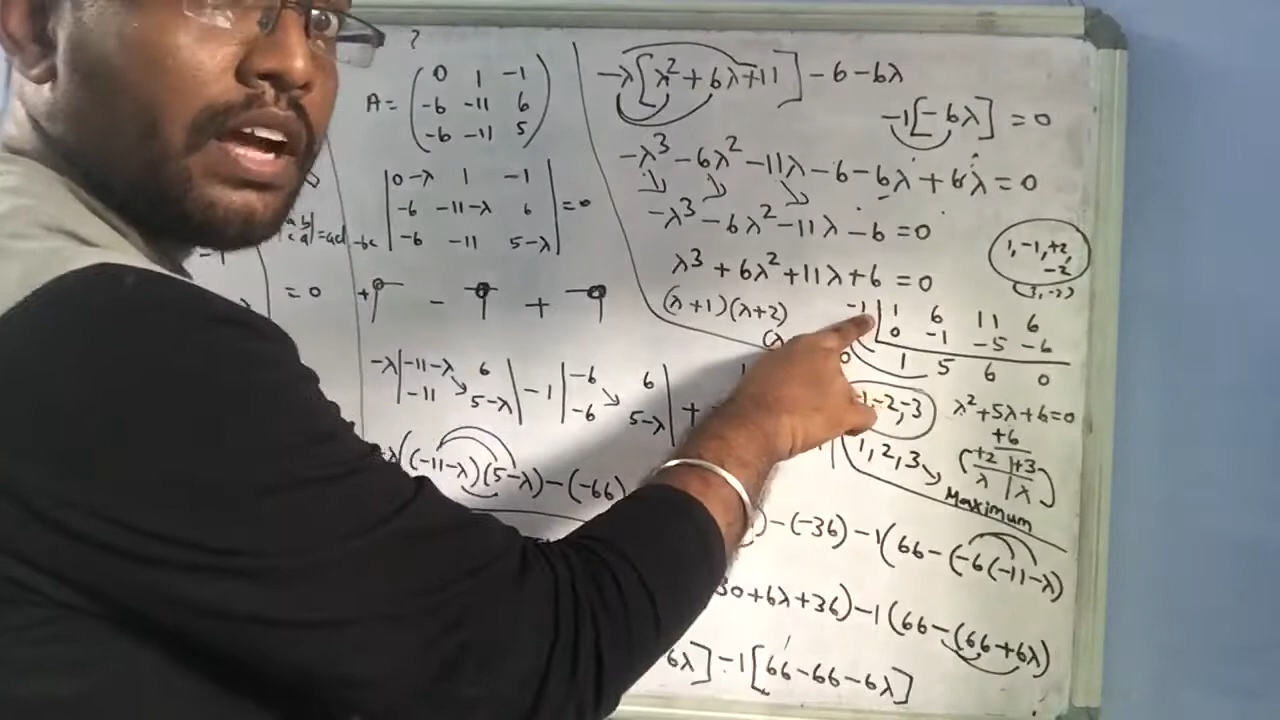 ?
A = ( 0 1 -1
-6 -11 6
-6 -11 5 )
| 0-λ 1 -1 |
| -6 -11-λ 6 | = 0
| -6 -11 5-λ |
= ad - bc
= 0
+ - +
-λ | -11-λ 6 | -1 | -6 6 | +
| -11 5-λ | | -6 5-λ |
((-11-λ)(5-λ)-(-66)
-λ[λ²+6λ+11] -6-6λ
-1[-6λ] = 0
-λ³-6λ²-11λ-6-6λ+6λ=0
-λ³-6λ²-11λ-6=0
λ³+6λ²+11λ+6=0
1,-1,+2,
-2
(3,-3)
(λ+1)(λ+2)
(λ
-1 | 1 6 11 6
0 -1 -5 -6
0 1 5 6 0
-1,-2,-3
λ²+5λ+6=0
+6
+2 | +3
λ | λ
1,2,3
Maximum
)-(-36)-1(66-(-6(-11-λ)
30+6λ+36)-1(66-(66+6λ)
6λ]-1[66-66-6λ]